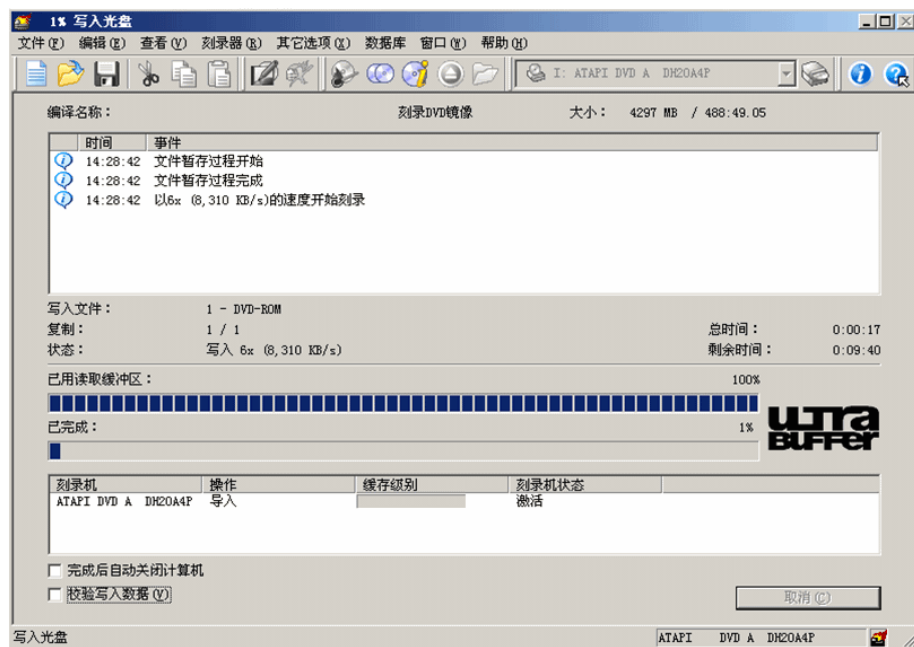 1% 写入光盘
文件(F) 编辑(E) 查看(V) 刻录器(R) 其它选项(X) 数据库 窗口(W) 帮助(H)
I: ATAPI DVD A DH20A4P
编译名称： 刻录DVD镜像 大小： 4297 MB / 488:49.05
时间 事件
14:28:42 文件暂存过程开始
14:28:42 文件暂存过程完成
14:28:42 以6x (8,310 KB/s)的速度开始刻录
写入文件： 1 - DVD-ROM
复制： 1 / 1 总时间： 0:00:17
状态： 写入 6x (8,310 KB/s) 剩余时间： 0:09:40
已用读取缓冲区： 100%
已完成： 1%
ULTRA
BUFFER
刻录机 操作 缓存级别 刻录机状态
ATAPI DVD A DH20A4P 导入 激活
完成后自动关闭计算机
校验写入数据(V)
取消(C)
写入光盘 ATAPI DVD A DH20A4P